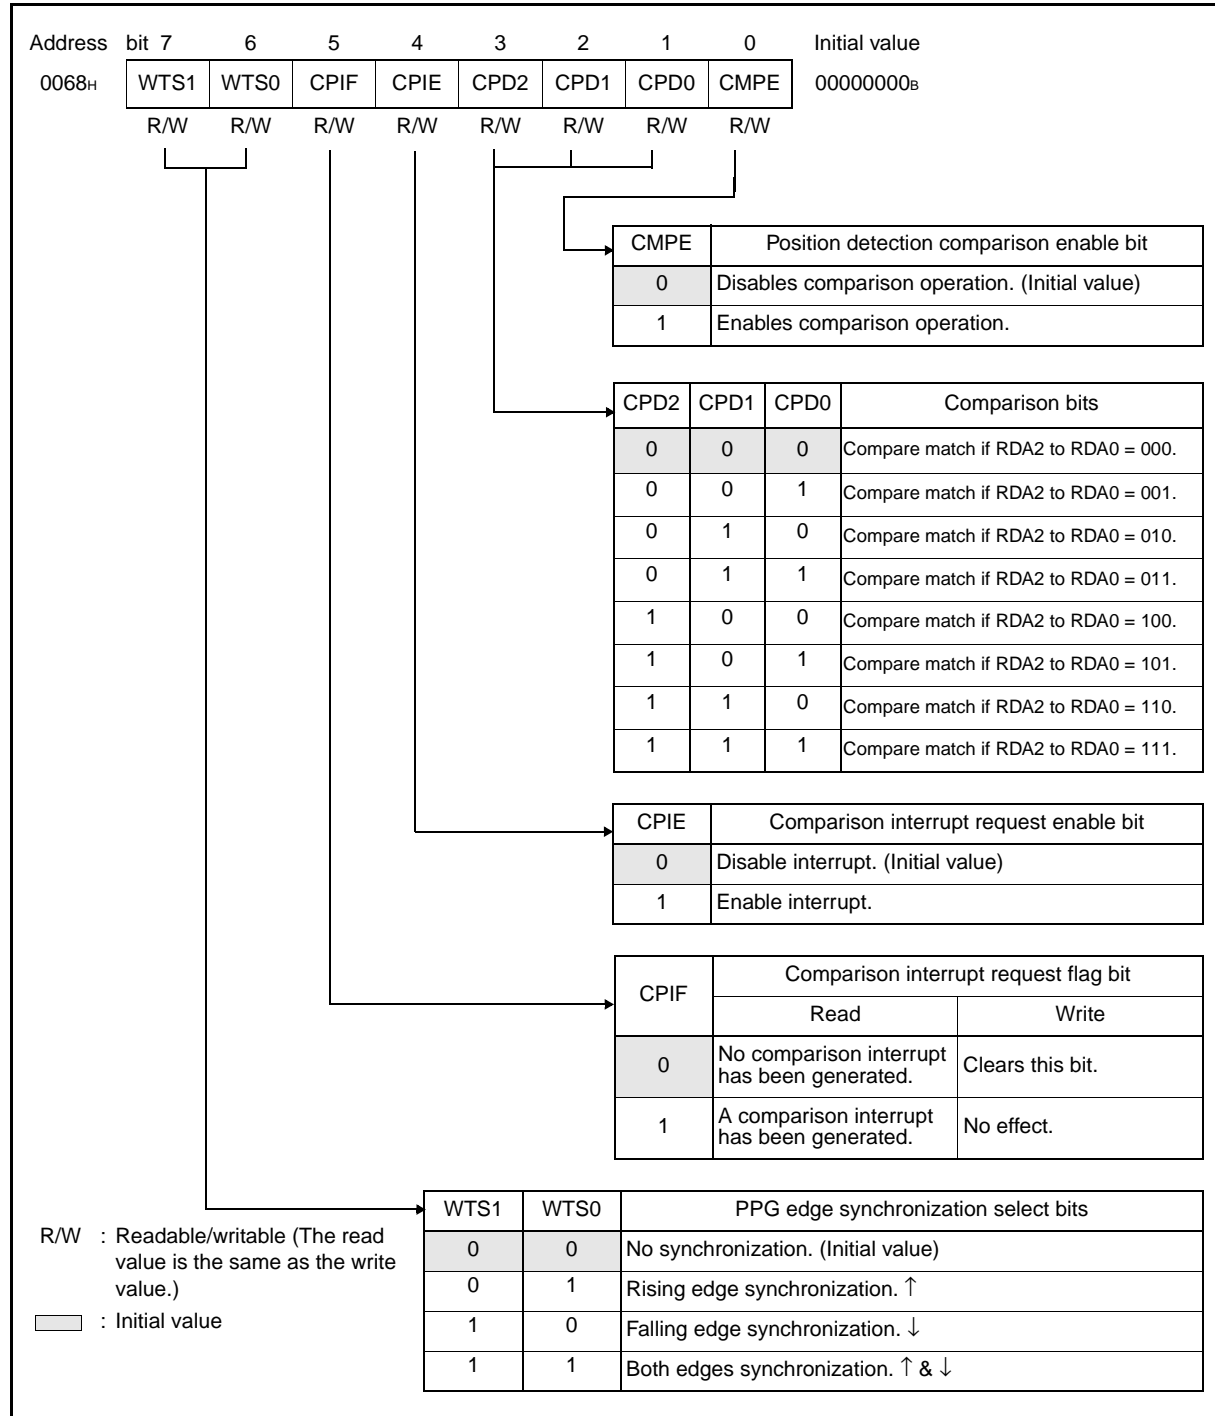 Address bit 7 6 5 4 3 2 1 0 Initial value
0068H WTS1 WTS0 CPIF CPIE CPD2 CPD1 CPD0 CMPE 00000000B
R/W R/W R/W R/W R/W R/W R/W R/W
CMPE Position detection comparison enable bit
0 Disables comparison operation. (Initial value)
1 Enables comparison operation.
CPD2 CPD1 CPD0 Comparison bits
0 0 0 Compare match if RDA2 to RDA0 = 000.
0 0 1 Compare match if RDA2 to RDA0 = 001.
0 1 0 Compare match if RDA2 to RDA0 = 010.
0 1 1 Compare match if RDA2 to RDA0 = 011.
1 0 0 Compare match if RDA2 to RDA0 = 100.
1 0 1 Compare match if RDA2 to RDA0 = 101.
1 1 0 Compare match if RDA2 to RDA0 = 110.
1 1 1 Compare match if RDA2 to RDA0 = 111.
CPIE Comparison interrupt request enable bit
0 Disable interrupt. (Initial value)
1 Enable interrupt.
CPIF Comparison interrupt request flag bit
Read Write
0 No comparison interrupt
has been generated. Clears this bit.
1 A comparison interrupt
has been generated. No effect.
WTS1 WTS0 PPG edge synchronization select bits
0 0 No synchronization. (Initial value)
0 1 Rising edge synchronization. ↑
1 0 Falling edge synchronization. ↓
1 1 Both edges synchronization. ↑ & ↓
R/W : Readable/writable (The read
value is the same as the write
value.)
: Initial value